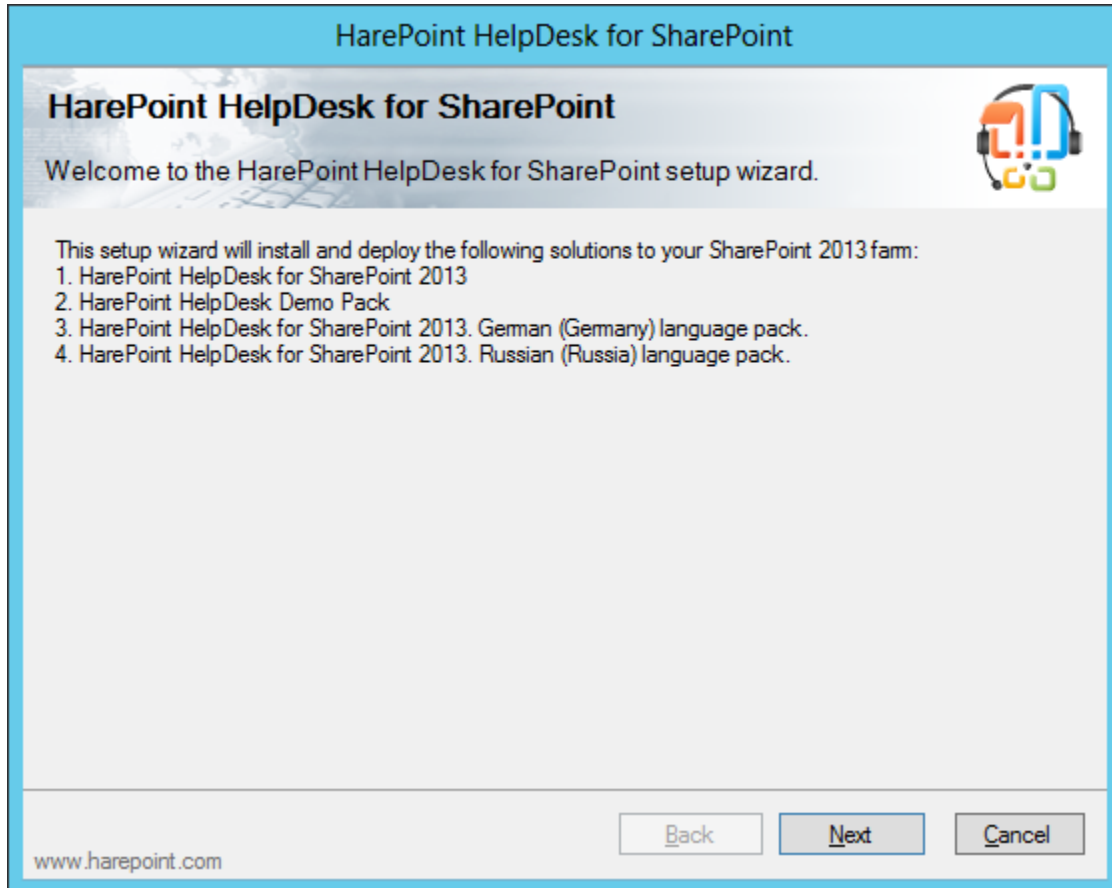 HarePoint HelpDesk for SharePoint
HarePoint HelpDesk for SharePoint
Welcome to the HarePoint HelpDesk for SharePoint setup wizard.
This setup wizard will install and deploy the following solutions to your SharePoint 2013 farm:
1. HarePoint HelpDesk for SharePoint 2013
2. HarePoint HelpDesk Demo Pack
3. HarePoint HelpDesk for SharePoint 2013. German (Germany) language pack.
4. HarePoint HelpDesk for SharePoint 2013. Russian (Russia) language pack.
Back Next Cancel
www.harepoint.com